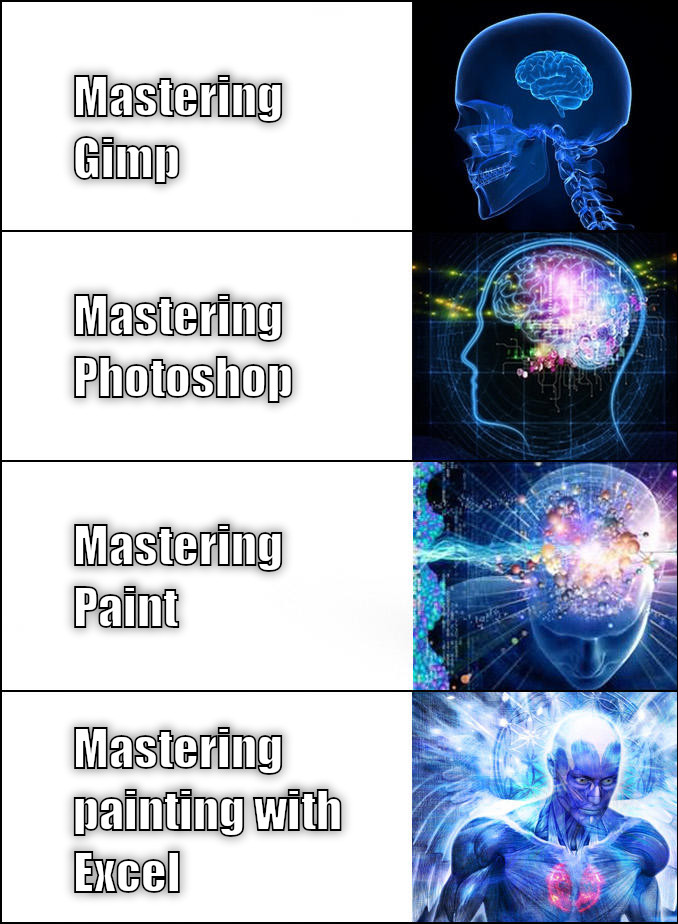 Mastering
Gimp
Mastering
Photoshop
Mastering
Paint
Mastering
painting with
Excel